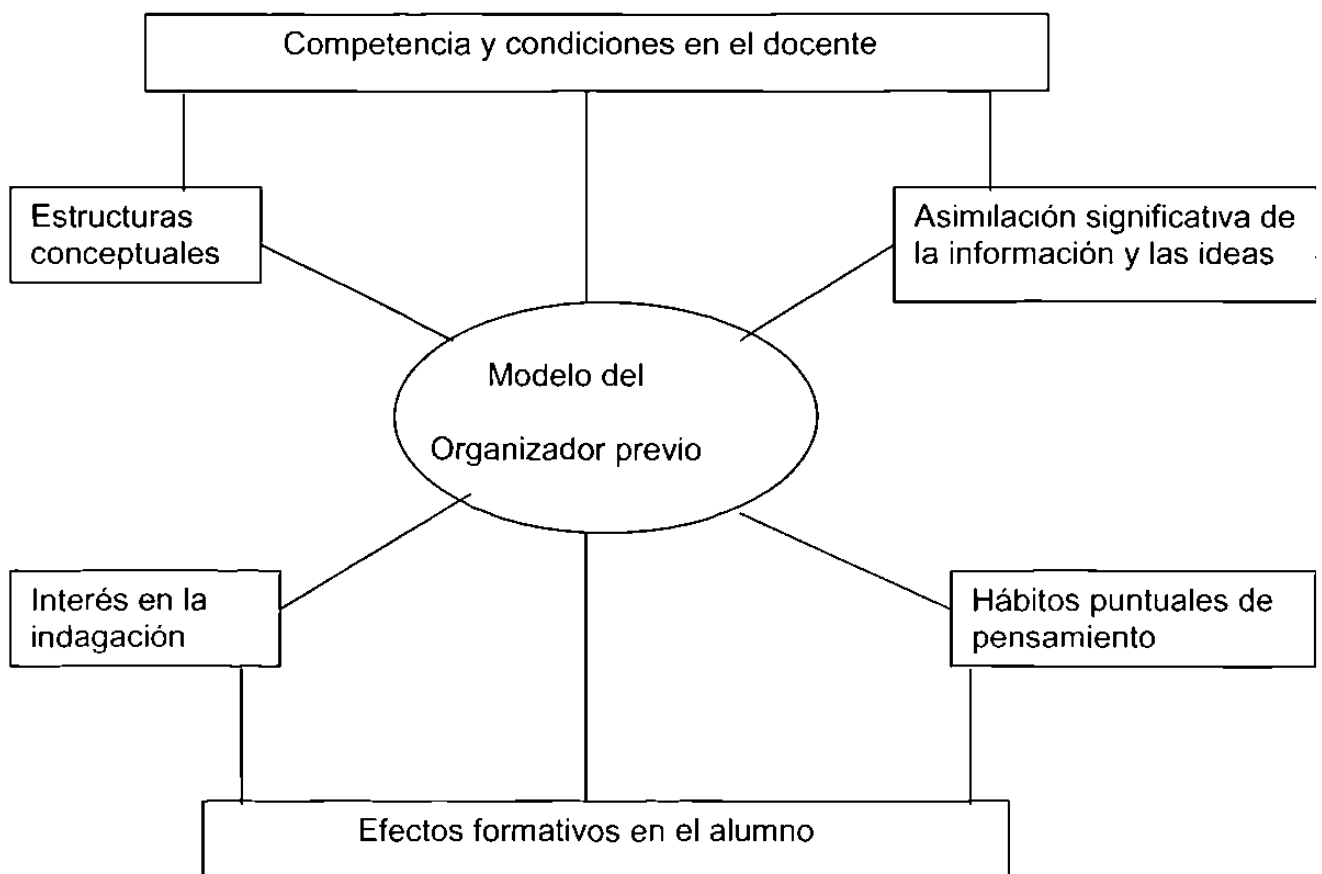 Competencia y condiciones en el docente
Estructuras
conceptuales
Asimilación significativa de
la información y las ideas
Modelo del
Organizador previo
Interés en la
indagación
Hábitos puntuales de
pensamiento
Efectos formativos en el alumno